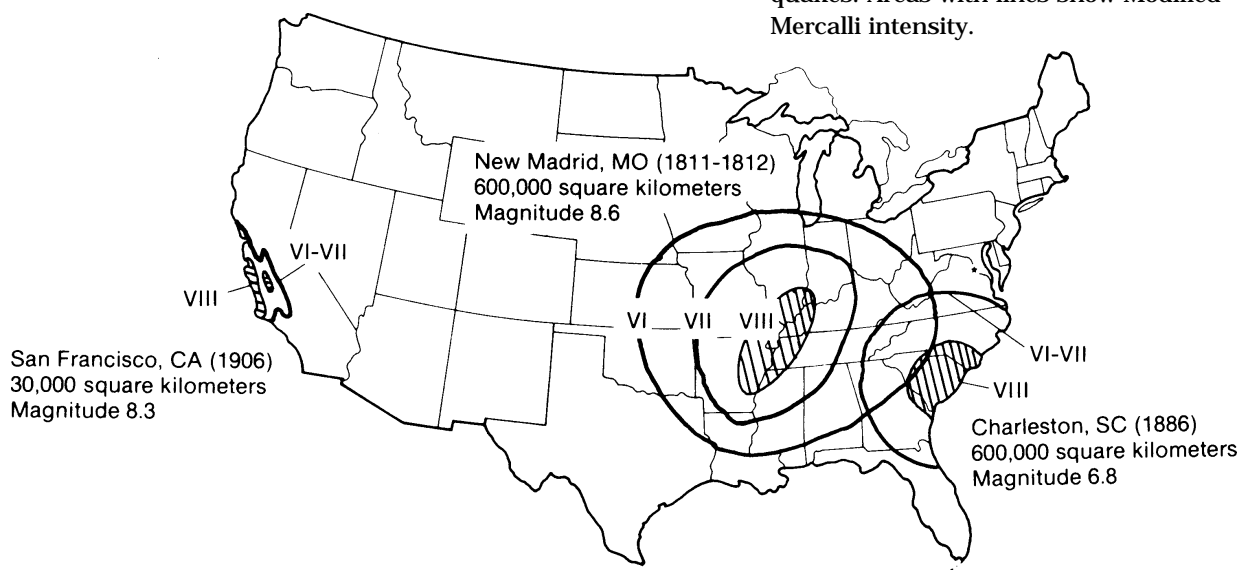 quakes. Areas with lines show Modified
Mercalli intensity.
New Madrid, MO (1811-1812)
600,000 square kilometers
Magnitude 8.6
VI-VII
VIII
VI
VII
VIII
San Francisco, CA (1906)
30,000 square kilometers
Magnitude 8.3
VI-VII
VIII
Charleston, SC (1886)
600,000 square kilometers
Magnitude 6.8